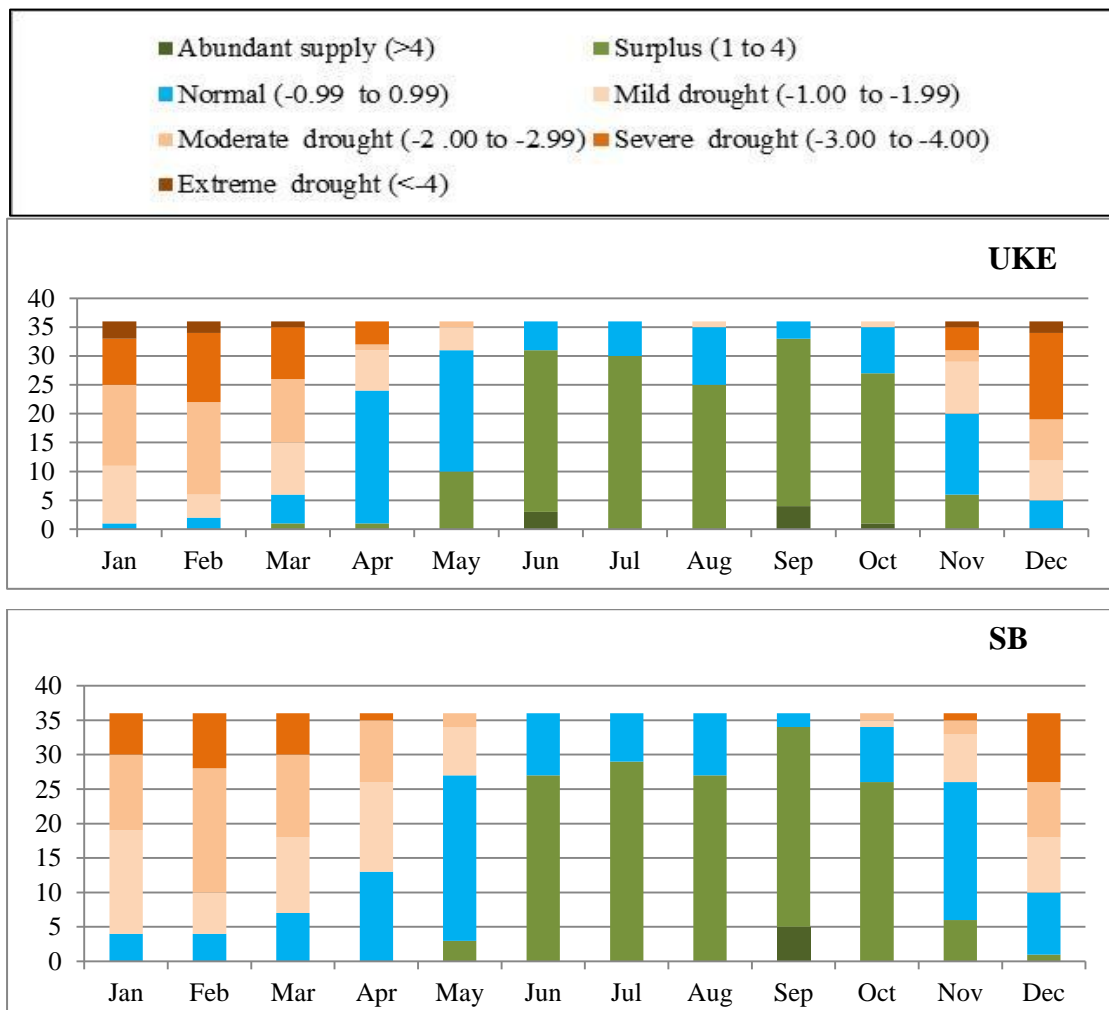 Abundant supply (>4) Surplus (1 to 4)
Normal (-0.99 to 0.99) Mild drought (-1.00 to -1.99)
Moderate drought (-2 .00 to -2.99) Severe drought (-3.00 to -4.00)
Extreme drought (<-4)
UKE
40
35
30
25
20
15
10
5
0
Jan Feb Mar Apr May Jun Jul Aug Sep Oct Nov Dec
SB
40
35
30
25
20
15
10
5
0
Jan Feb Mar Apr May Jun Jul Aug Sep Oct Nov Dec